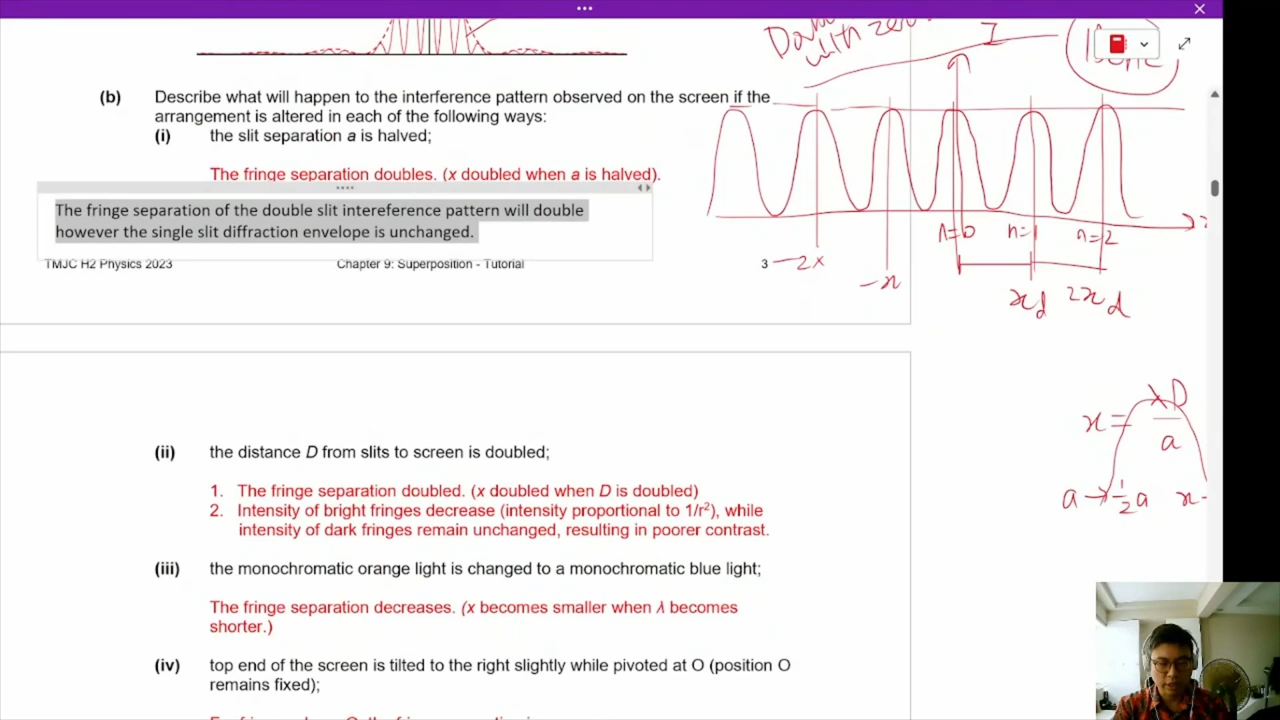 (b) Describe what will happen to the interference pattern observed on the screen if the
arrangement is altered in each of the following ways:
(i) the slit separation a is halved;
The fringe separation doubles. (x doubled when a is halved).
The fringe separation of the double slit intereference pattern will double
however the single slit diffraction envelope is unchanged.
TMJC H2 Physics 2023 Chapter 9: Superposition - Tutorial 3
with
I
n=0 n=1 n=2
-2x
-x
x_d 2x_d
x = λD/a
a → 1/2 a x
(ii) the distance D from slits to screen is doubled;
1. The fringe separation doubled. (x doubled when D is doubled)
2. Intensity of bright fringes decrease (intensity proportional to 1/r²), while
intensity of dark fringes remain unchanged, resulting in poorer contrast.
(iii) the monochromatic orange light is changed to a monochromatic blue light;
The fringe separation decreases. (x becomes smaller when λ becomes
shorter.)
(iv) top end of the screen is tilted to the right slightly while pivoted at O (position O
remains fixed);